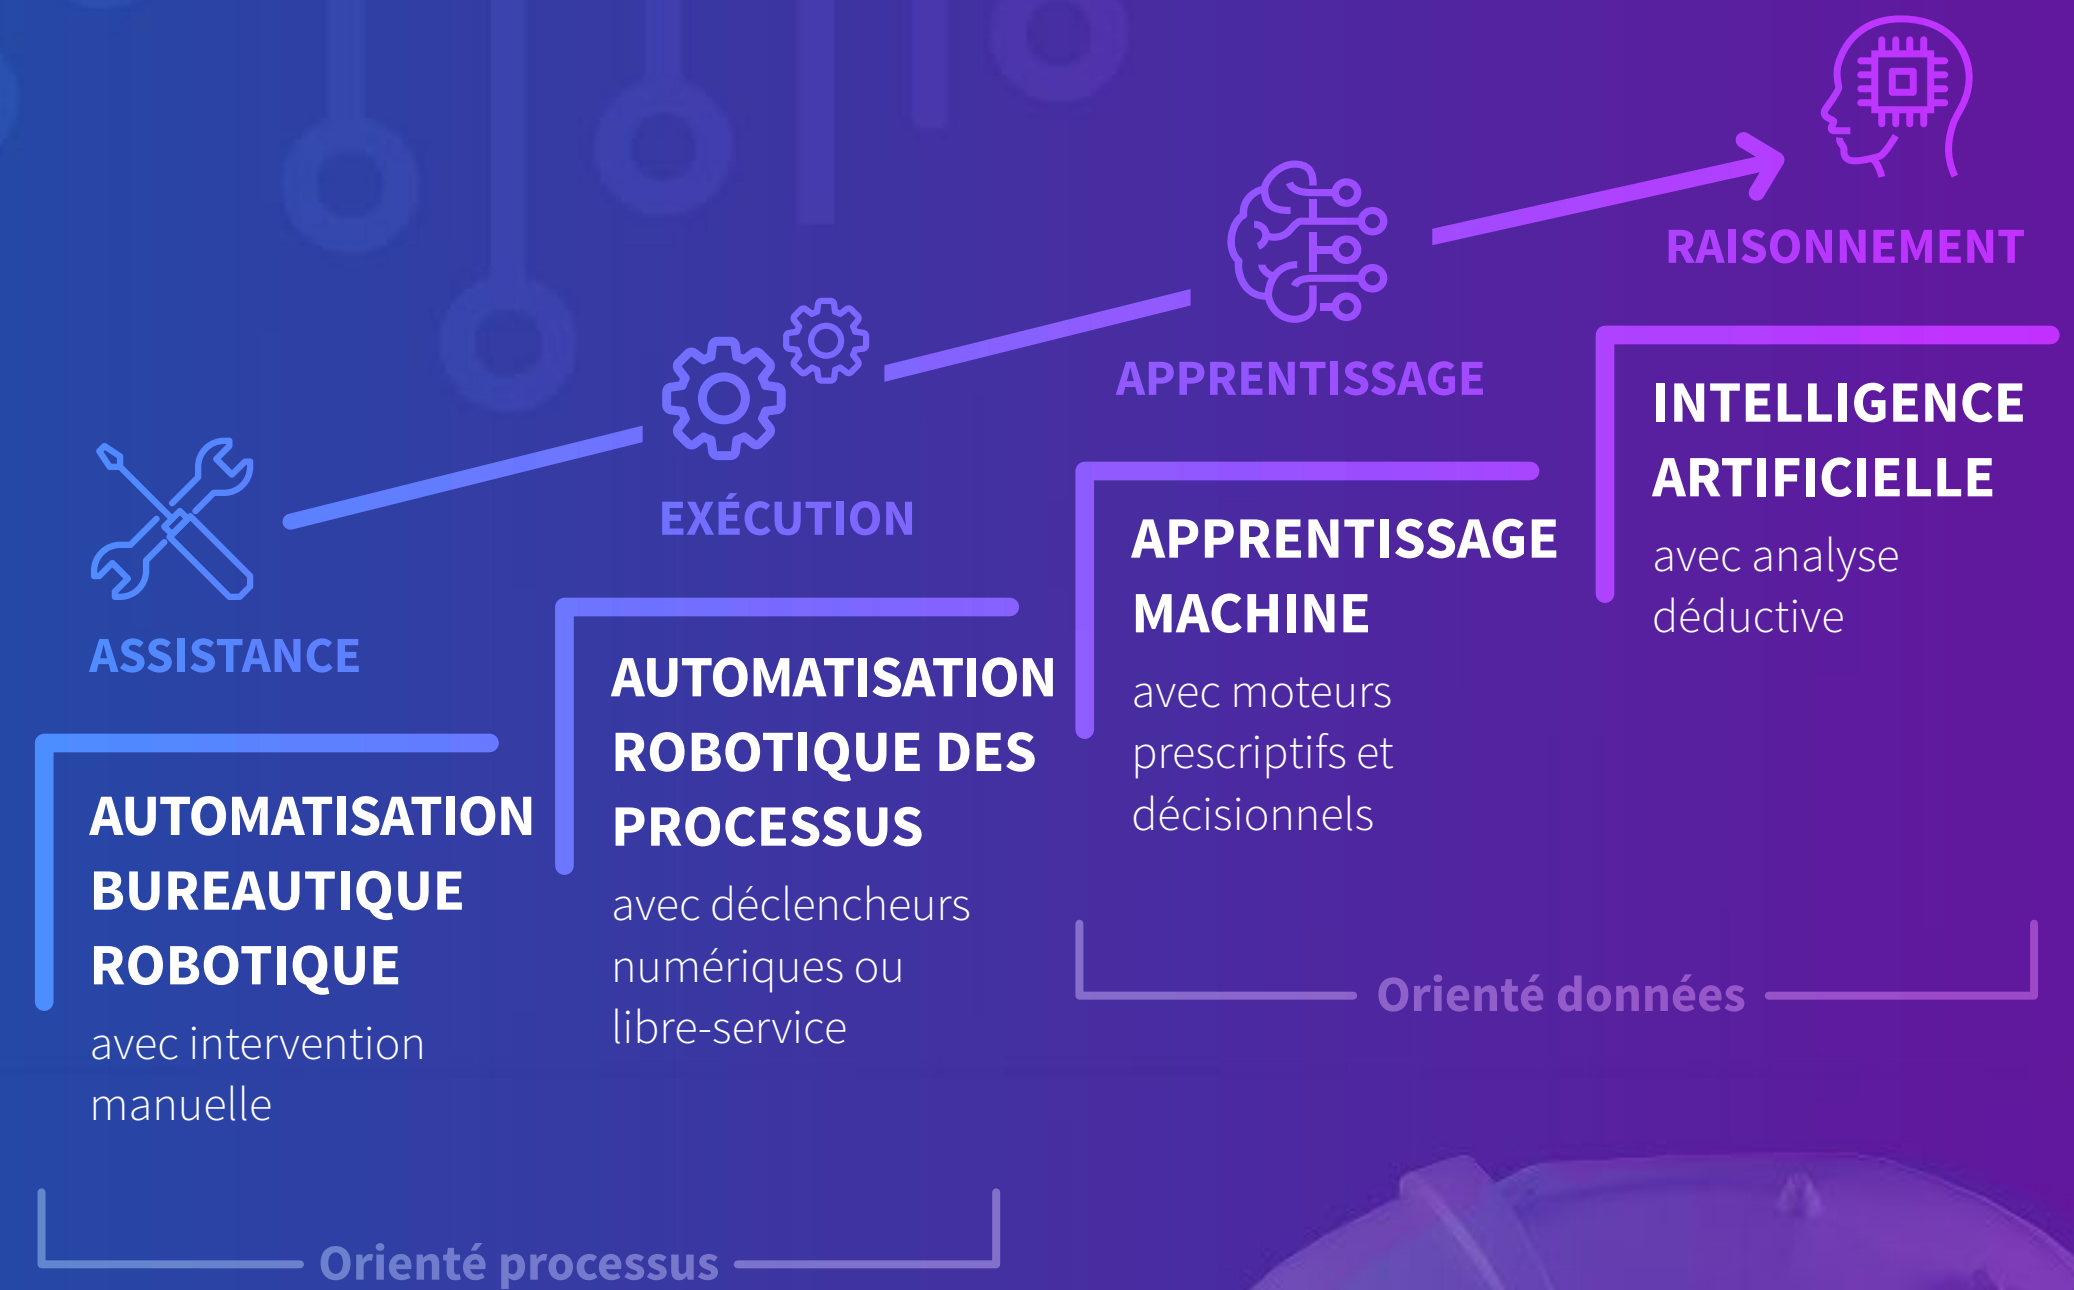 ASSISTANCE
AUTOMATISATION
BUREAUTIQUE
ROBOTIQUE
avec intervention
manuelle
EXÉCUTION
AUTOMATISATION
ROBOTIQUE DES
PROCESSUS
avec déclencheurs
numériques ou
libre-service
Orienté processus
APPRENTISSAGE
APPRENTISSAGE
MACHINE
avec moteurs
prescriptifs et
décisionnels
RAISONNEMENT
INTELLIGENCE
ARTIFICIELLE
avec analyse
déductive
Orienté données